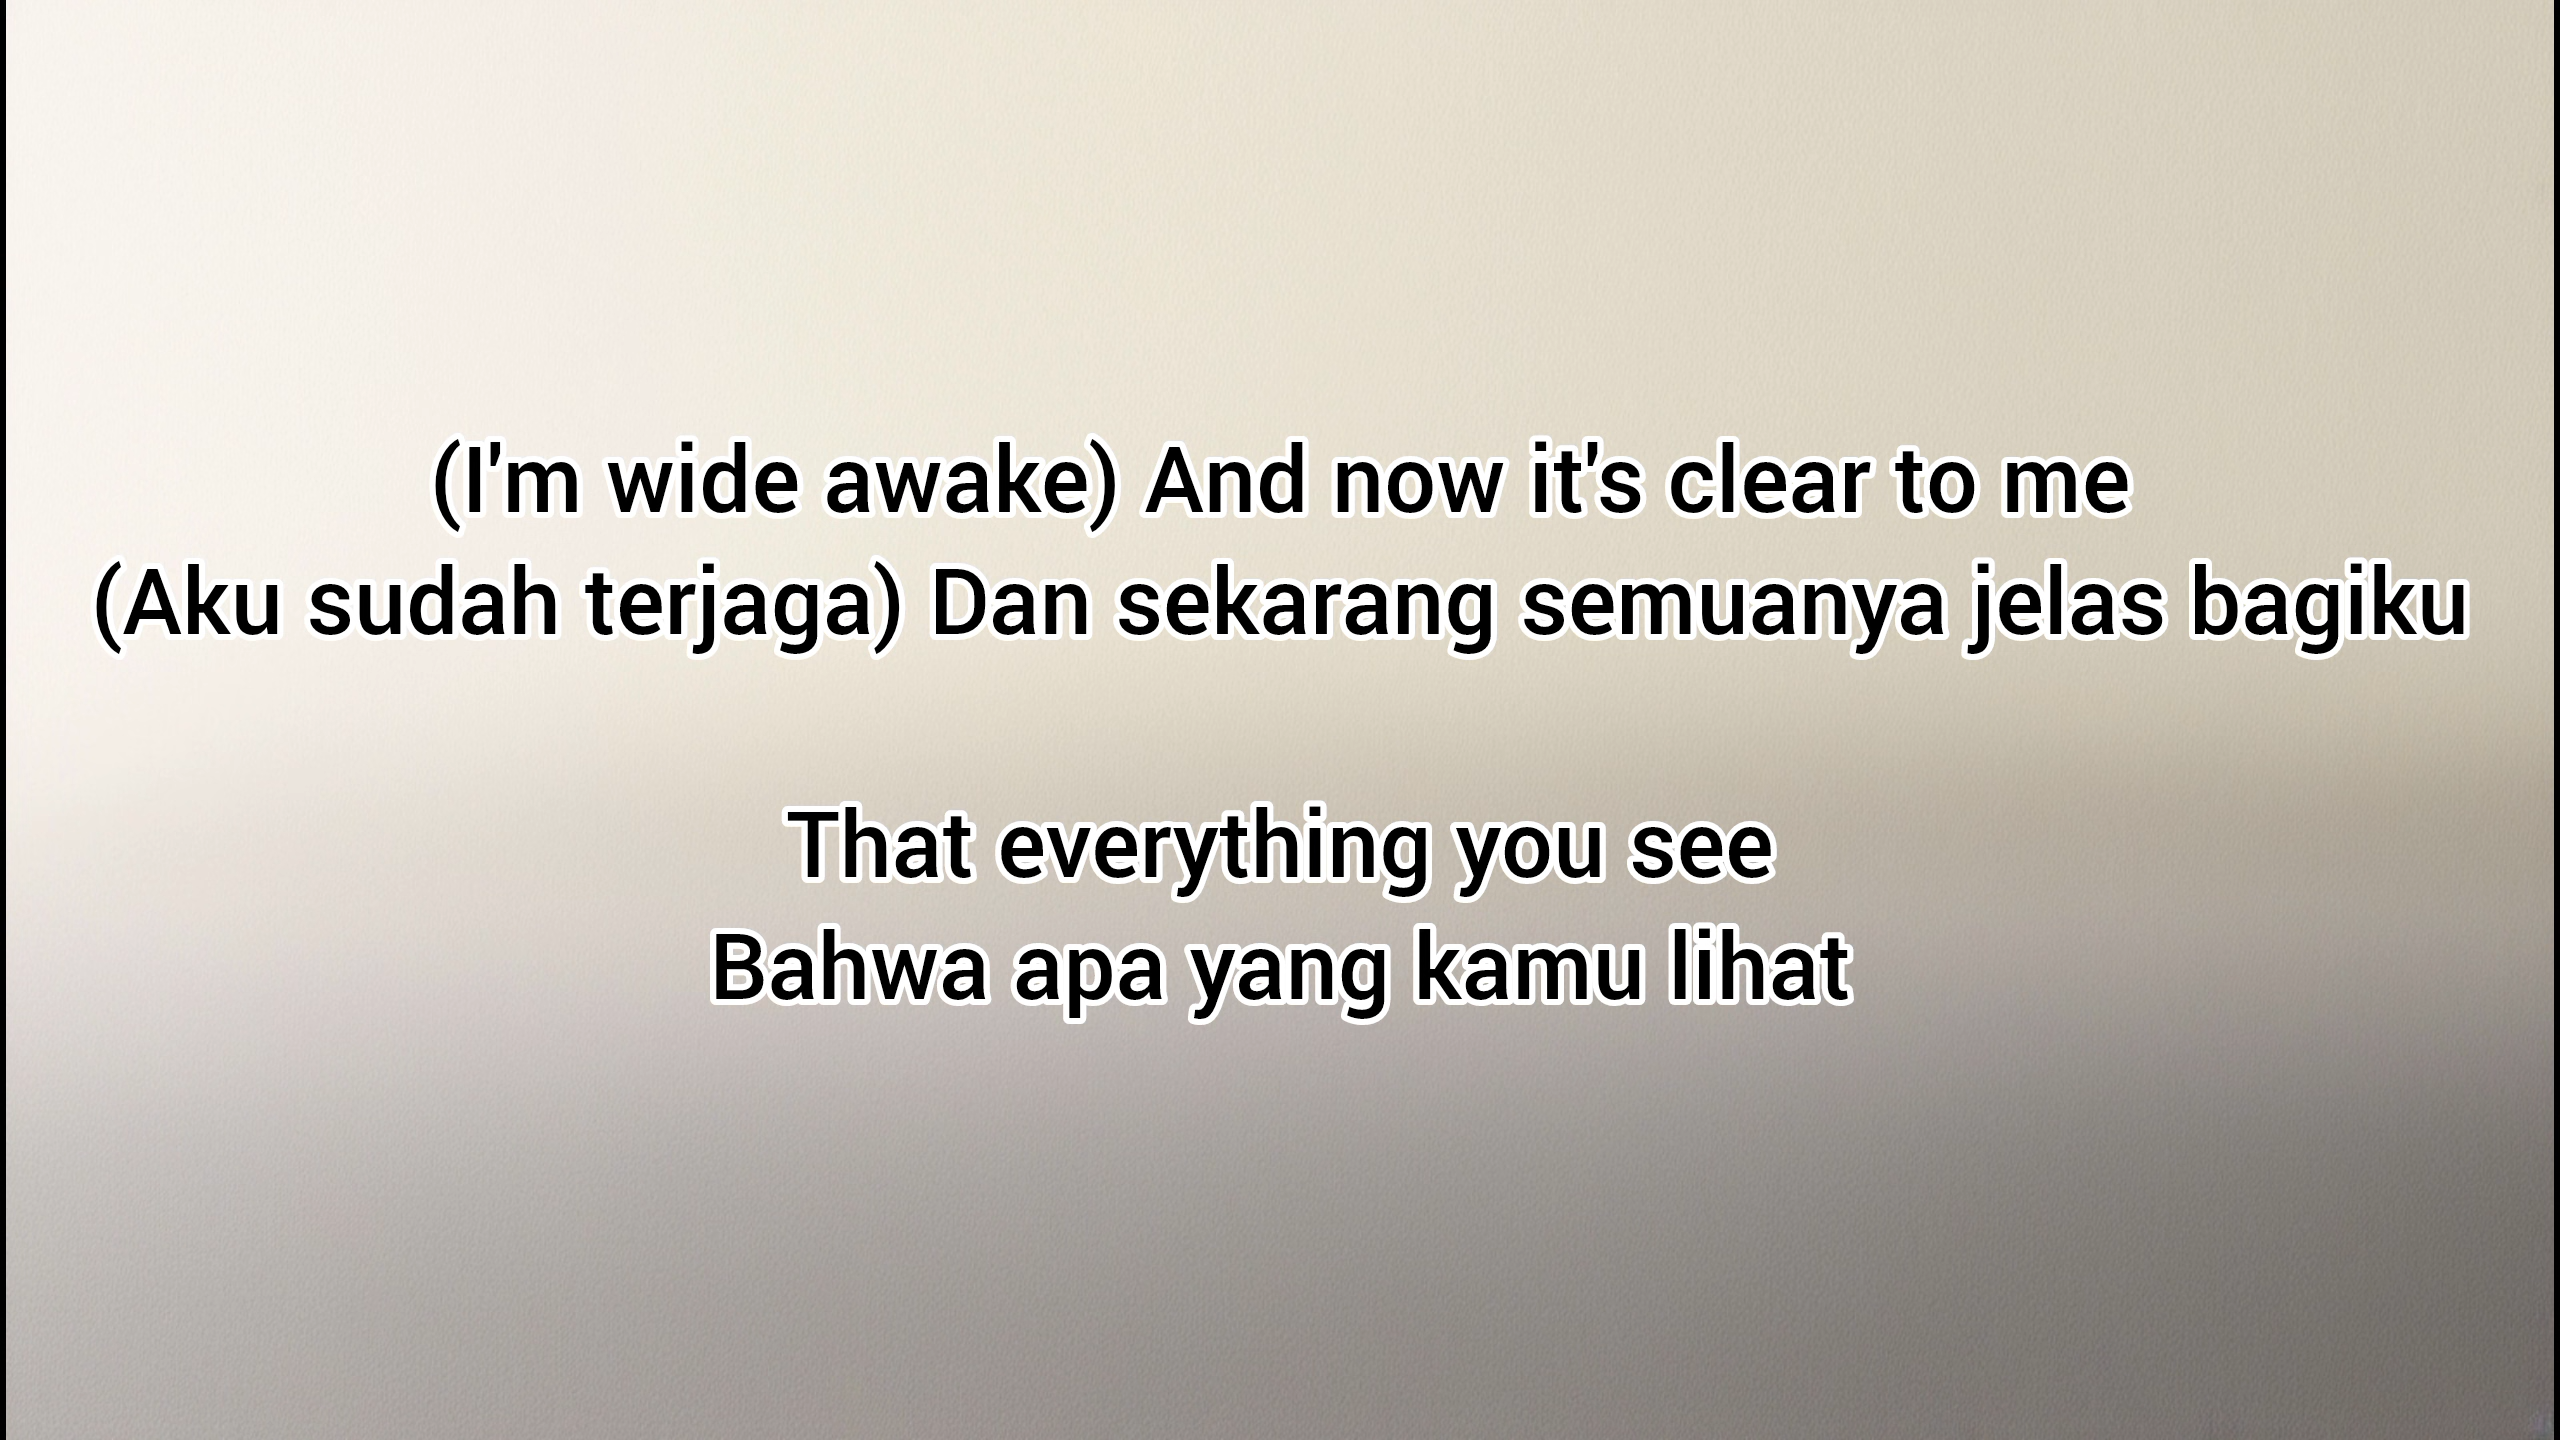 (I'm wide awake) And now it's clear to me
(Aku sudah terjaga) Dan sekarang semuanya jelas bagiku
That everything you see
Bahwa apa yang kamu lihat